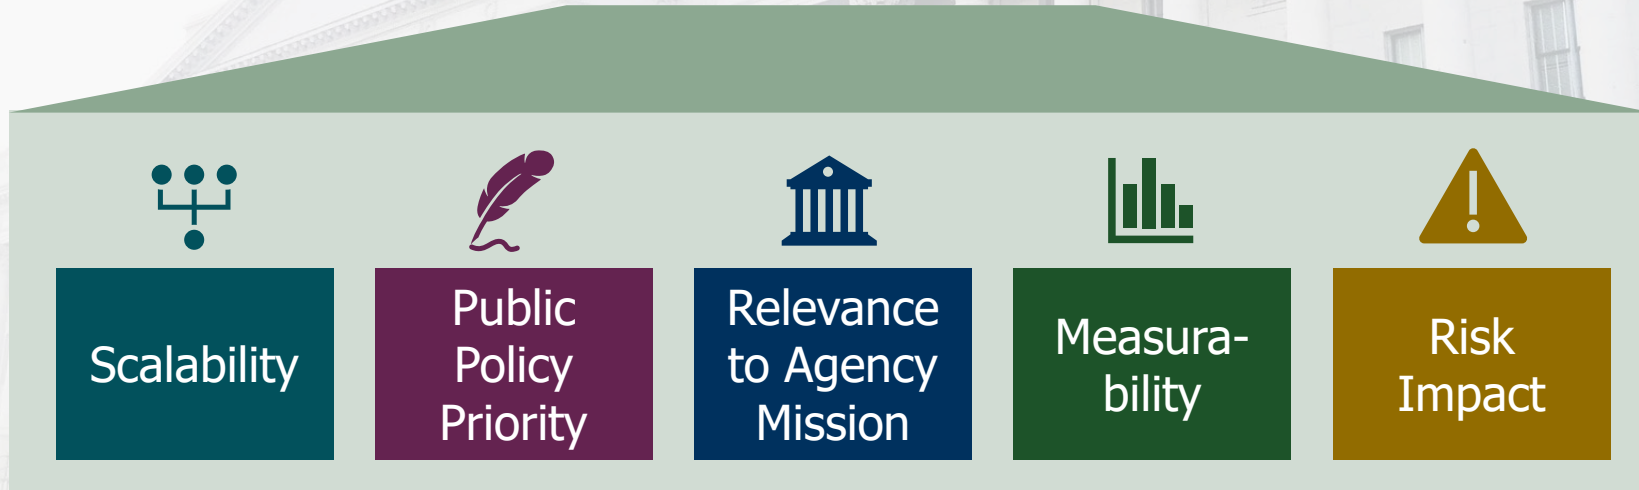 Scalability
Public
Policy
Priority
Relevance
to Agency
Mission
Measura-
bility
Risk
Impact